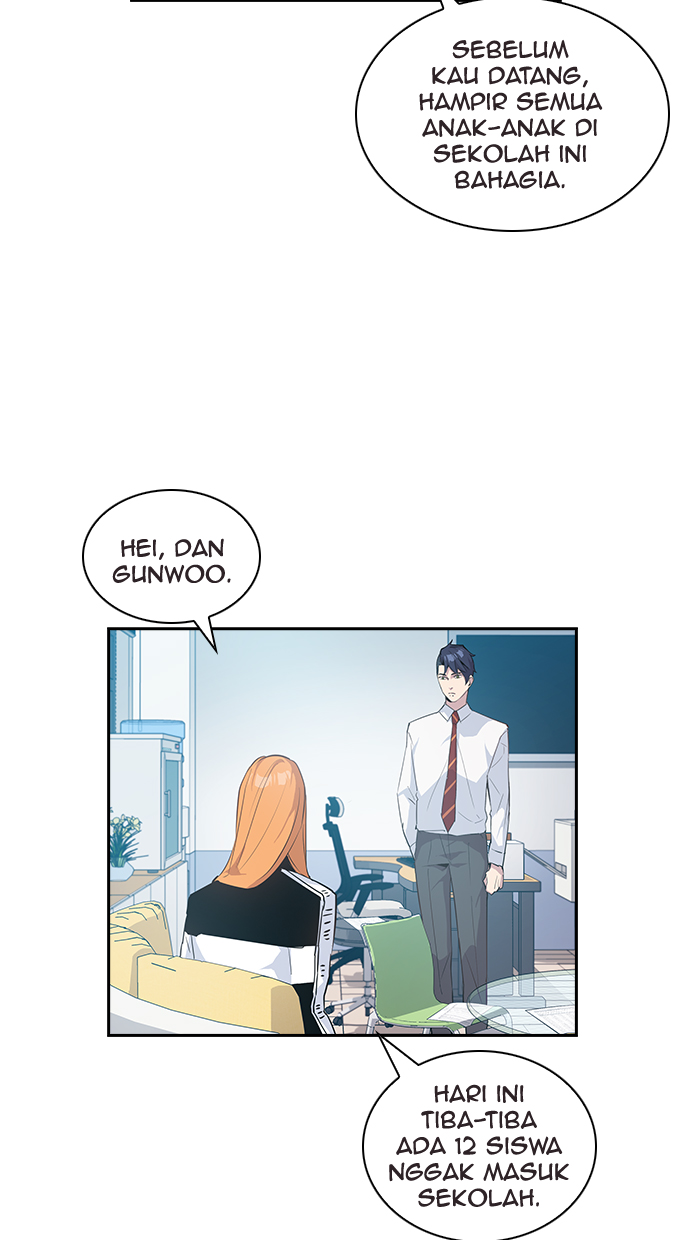 SEBELUM
KAU DATANG,
HAMPIR SEMUA
ANAK-ANAK DI
SEKOLAH INI
BAHAGIA.
HEI, DAN
GUNWOO.
HARI INI
TIBA-TIBA
ADA 12 SISWA
NGGAK MASUK
SEKOLAH.